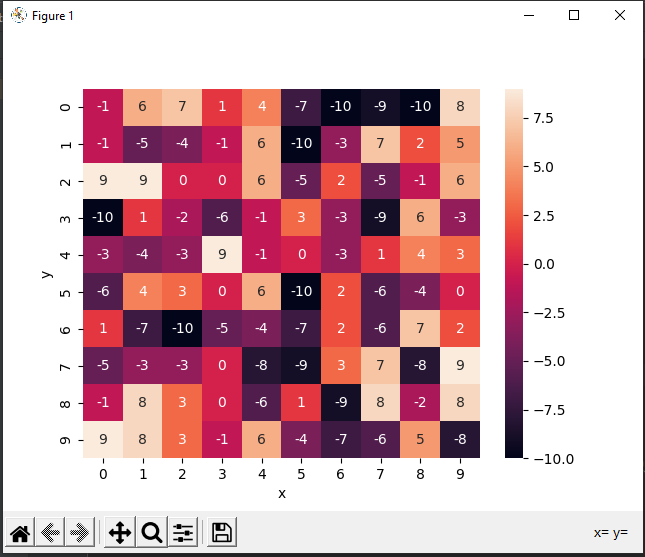 Figure 1
0 -1 6 7 1 4 -7 -10 -9 -10 8
1 -1 -5 -4 -1 6 -10 -3 7 2 5
2 9 9 0 0 6 -5 2 -5 -1 6
3 -10 1 -2 -6 -1 3 -3 -9 6 -3
4 -3 -4 -3 9 -1 0 -3 1 4 3
5 -6 4 3 0 6 -10 2 -6 -4 0
6 1 -7 -10 -5 -4 -7 2 -6 7 2
7 -5 -3 -3 0 -8 -9 3 7 -8 9
8 -1 8 3 0 -6 1 -9 8 -2 8
9 9 8 3 -1 6 -4 -7 -6 5 -8
0 1 2 3 4 5 6 7 8 9
x
y
7.5
5.0
2.5
0.0
−2.5
−5.0
−7.5
−10.0
x= y=